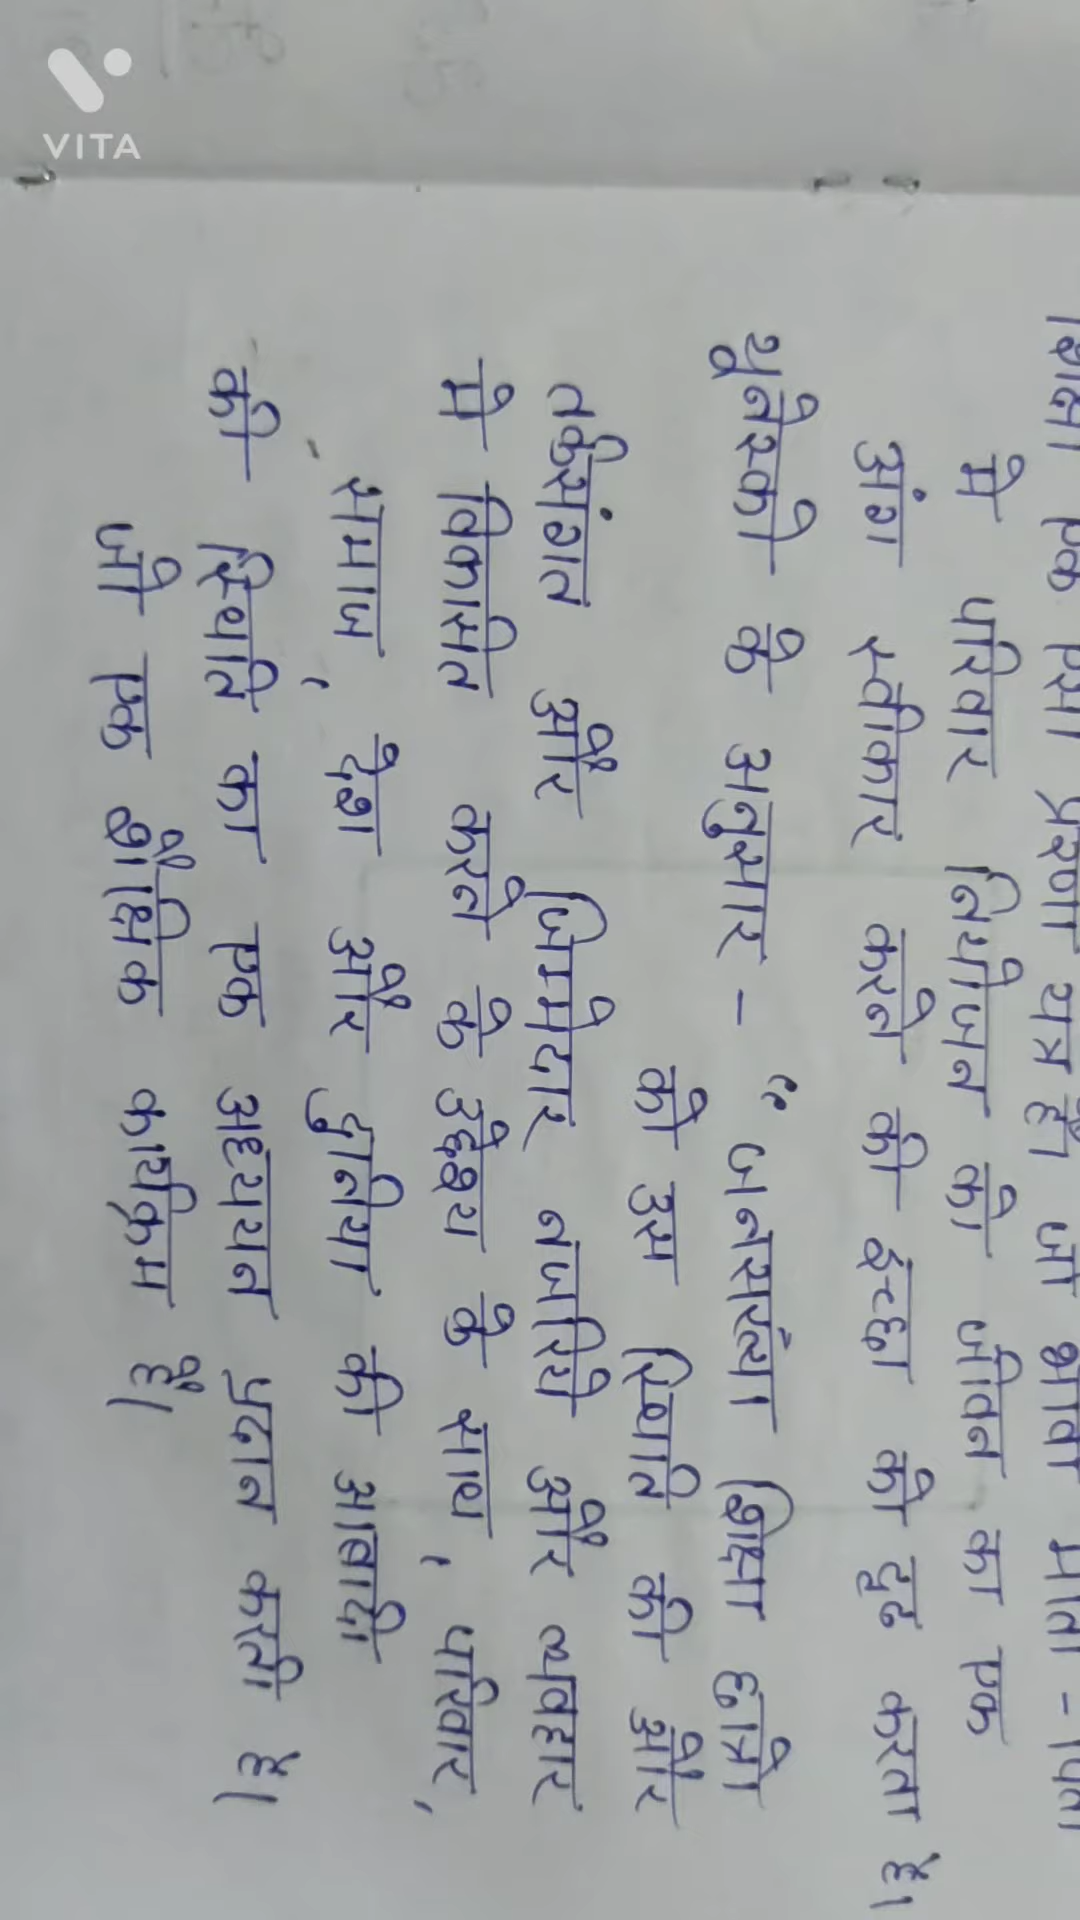 शिक्षा एक ऐसा प्रेरणा यंत्र है। जो भावी माता - पिता
मे परिवार नियोजन को जीवन का एक
अंग स्वीकार करने की इच्छा को दृढ करता है।
यूनेस्को के अनुसार - “जनसंख्या शिक्षा छात्रो
को उस स्थिति की और
तर्कसंगत और जिम्मेदार नजरिये और व्यवहार
मे विकसित करने के उद्देश्य के साथ, परिवार,
समाज, देश और दुनिया की आबादी
की स्थिति का एक अध्ययन प्रदान करती है।
जो एक शैक्षिक कार्यक्रम है।
VITA